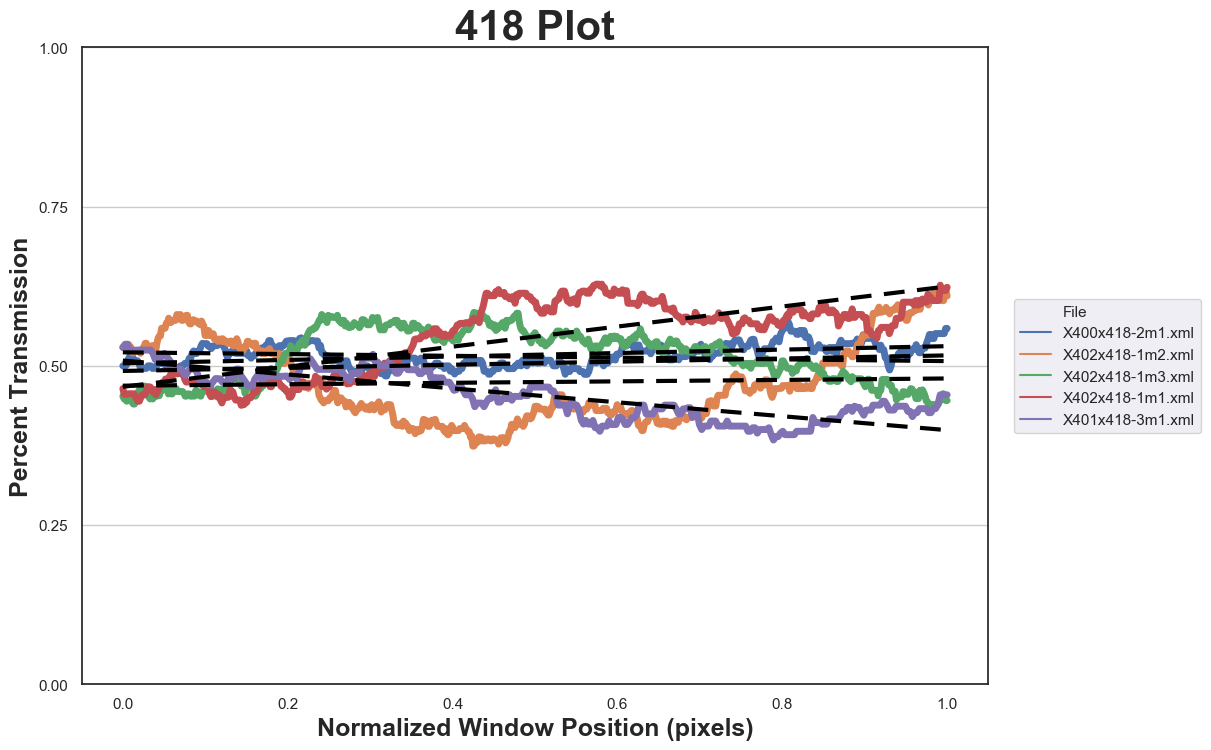 418 Plot
Percent Transmission
1.00
0.75
0.50
0.25
0.00
0.0 0.2 0.4 0.6 0.8 1.0
Normalized Window Position (pixels)
File
X400x418-2m1.xml
X402x418-1m2.xml
X402x418-1m3.xml
X402x418-1m1.xml
X401x418-3m1.xml